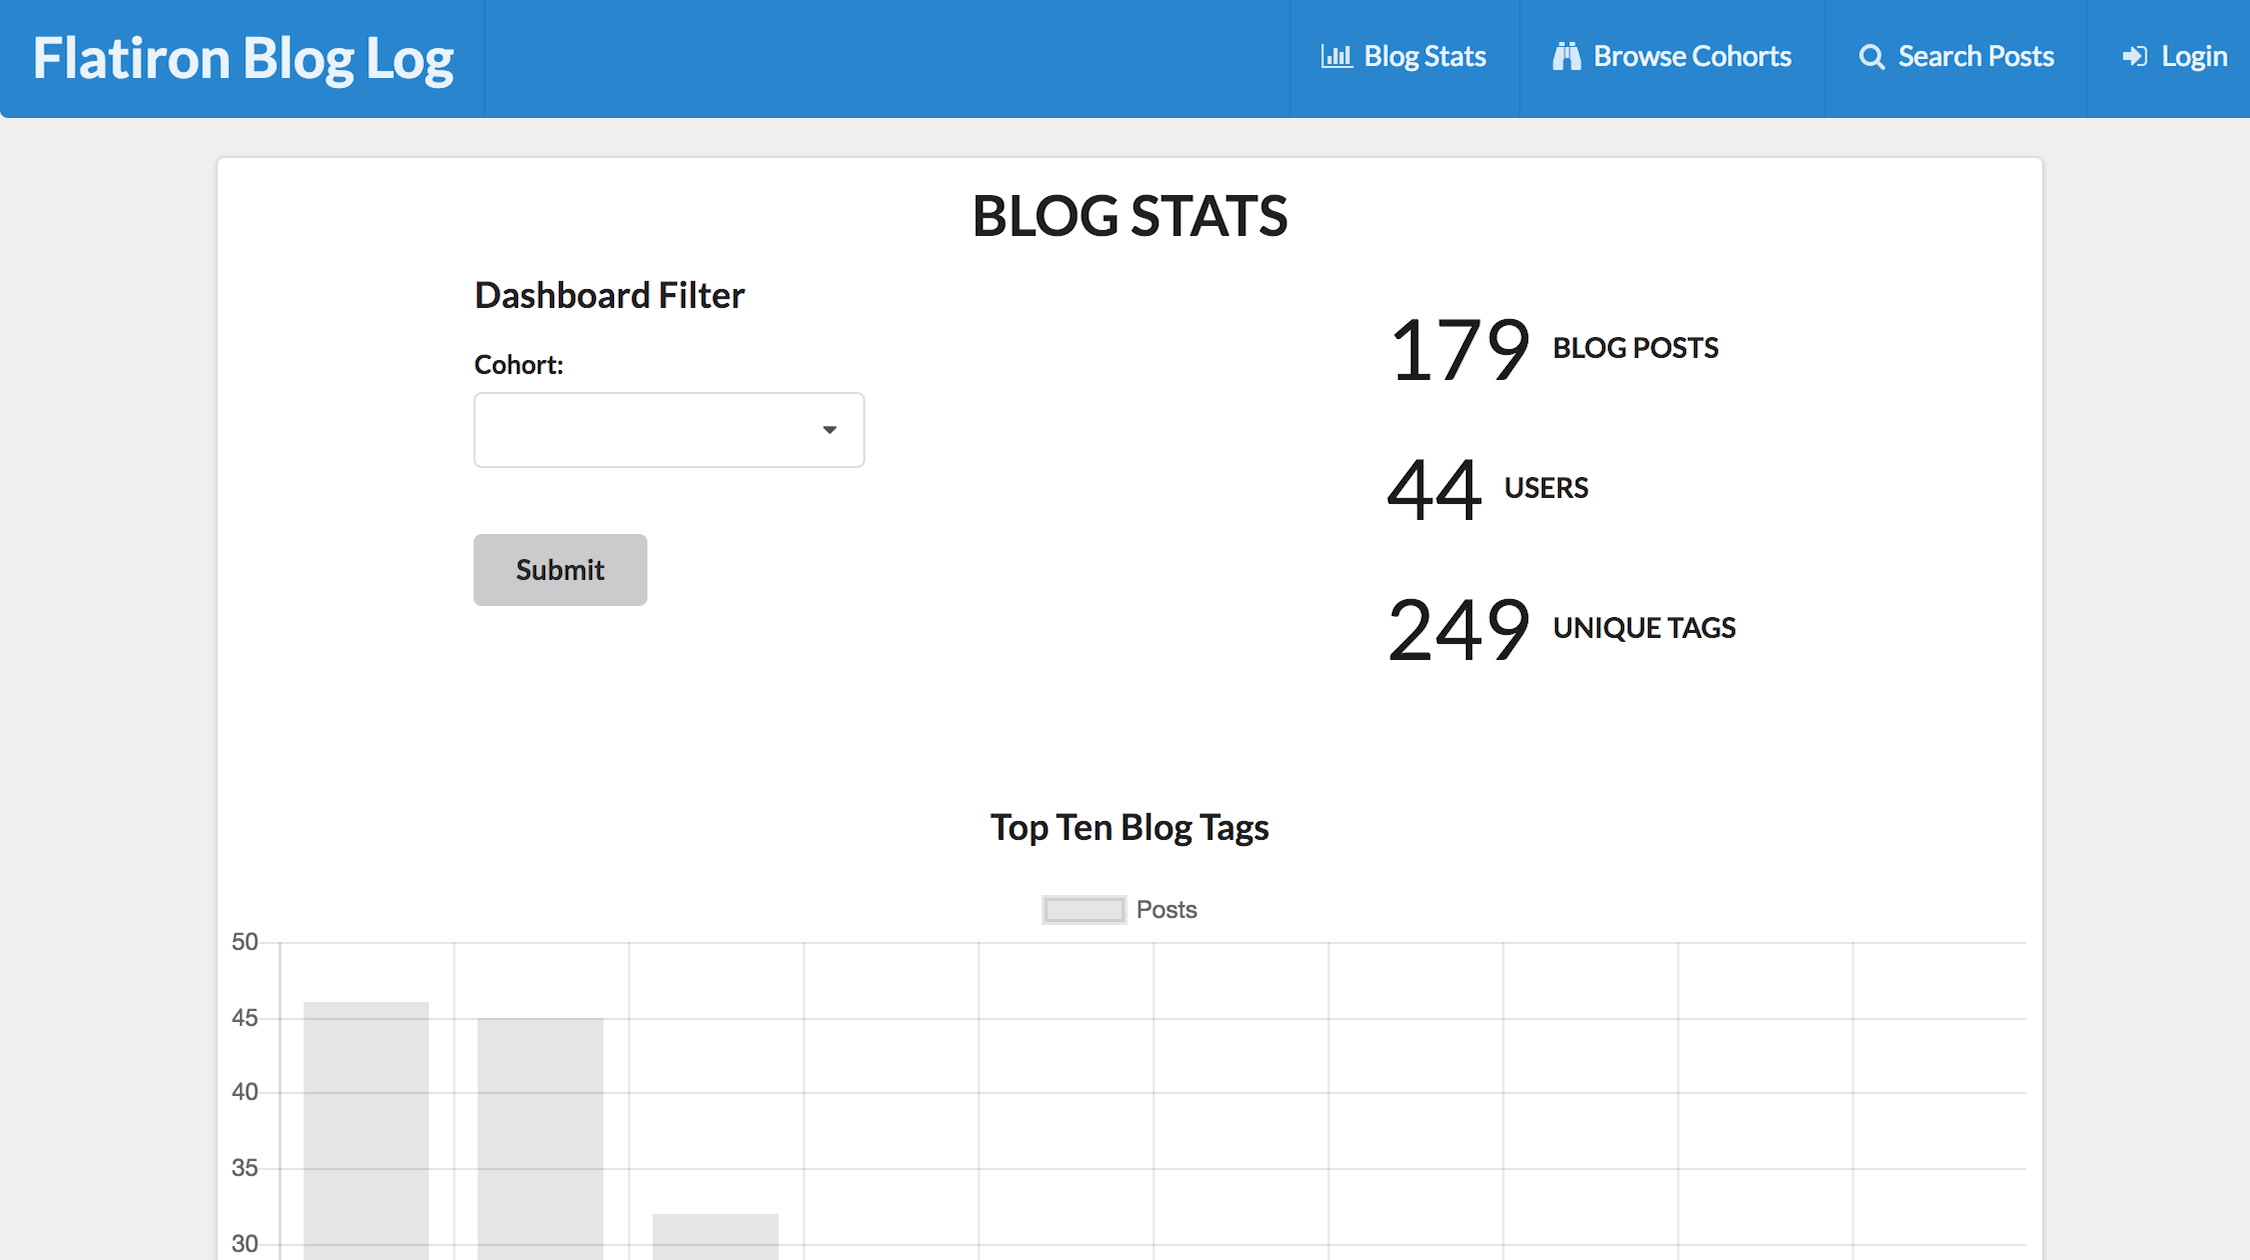 Flatiron Blog Log
Blog Stats
Browse Cohorts
Search Posts
Login
BLOG STATS
Dashboard Filter
Cohort:
Submit
179 BLOG POSTS
44 USERS
249 UNIQUE TAGS
Top Ten Blog Tags
Posts
50
45
40
35
30